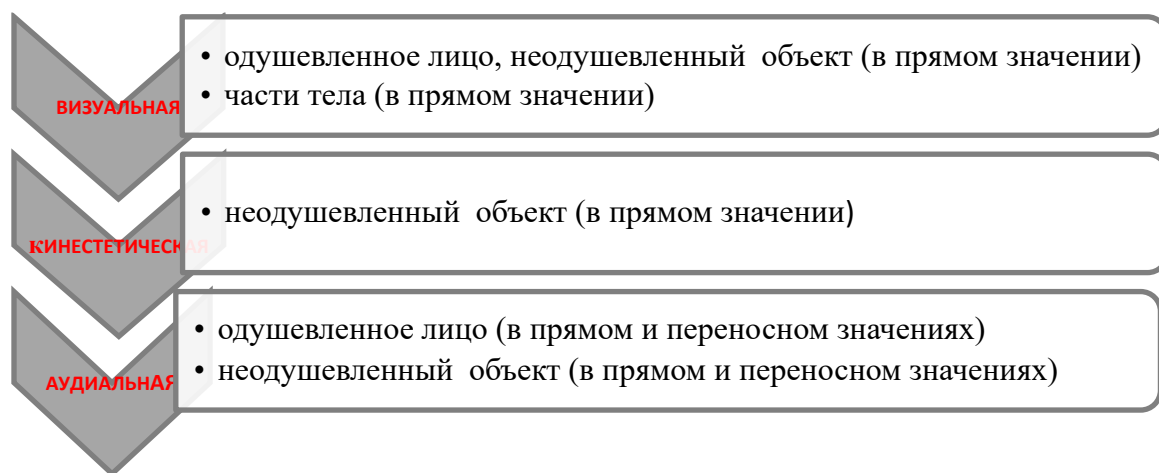 • одушевленное лицо, неодушевленный объект (в прямом значении)
• части тела (в прямом значении)
ВИЗУАЛЬНАЯ
• неодушевленный объект (в прямом значении)
кИНЕСТЕТИЧЕСКАЯ
• одушевленное лицо (в прямом и переносном значениях)
• неодушевленный объект (в прямом и переносном значениях)
АУДИАЛЬНАЯ